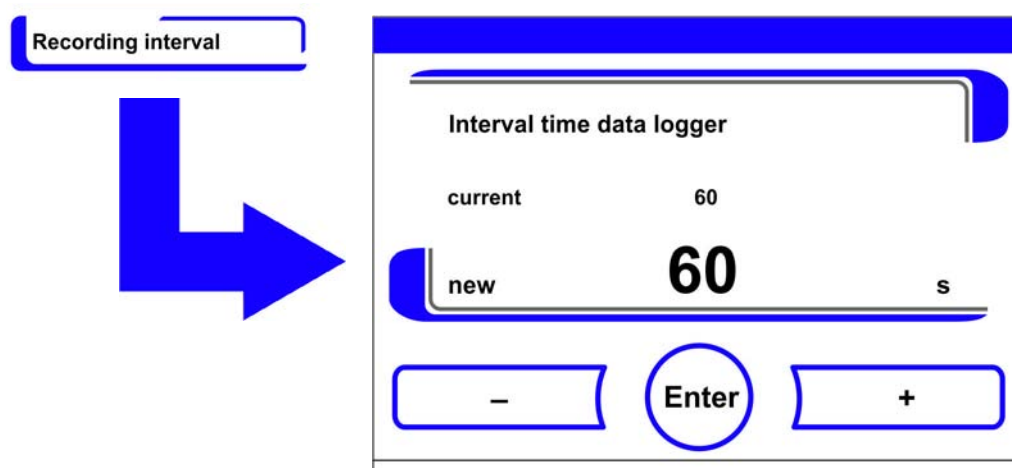 Recording interval
Interval time data logger
current 60
new 60 s
– Enter +